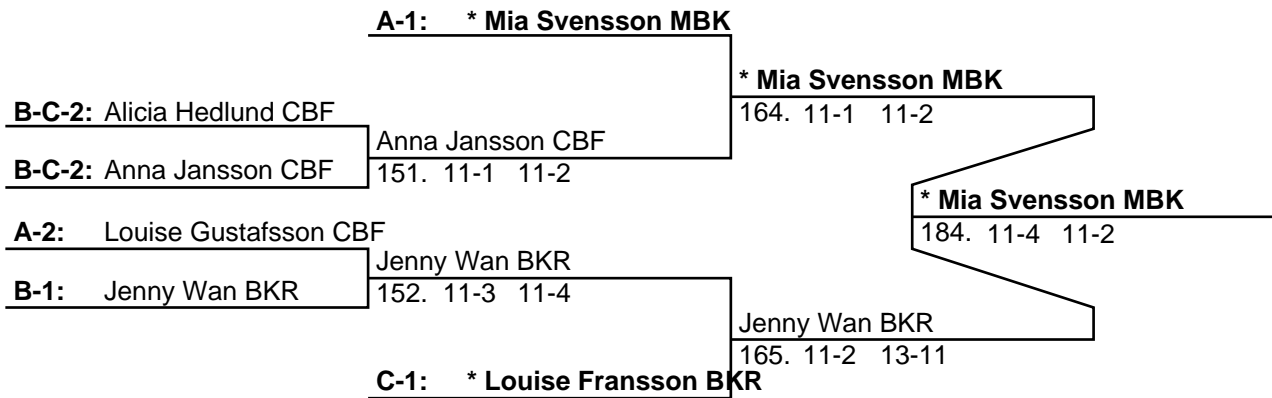 A-1: * Mia Svensson MBK
* Mia Svensson MBK
164. 11-1 11-2
B-C-2: Alicia Hedlund CBF
Anna Jansson CBF
B-C-2: Anna Jansson CBF
151. 11-1 11-2
* Mia Svensson MBK
184. 11-4 11-2
A-2: Louise Gustafsson CBF
Jenny Wan BKR
B-1: Jenny Wan BKR
152. 11-3 11-4
Jenny Wan BKR
165. 11-2 13-11
C-1: * Louise Fransson BKR